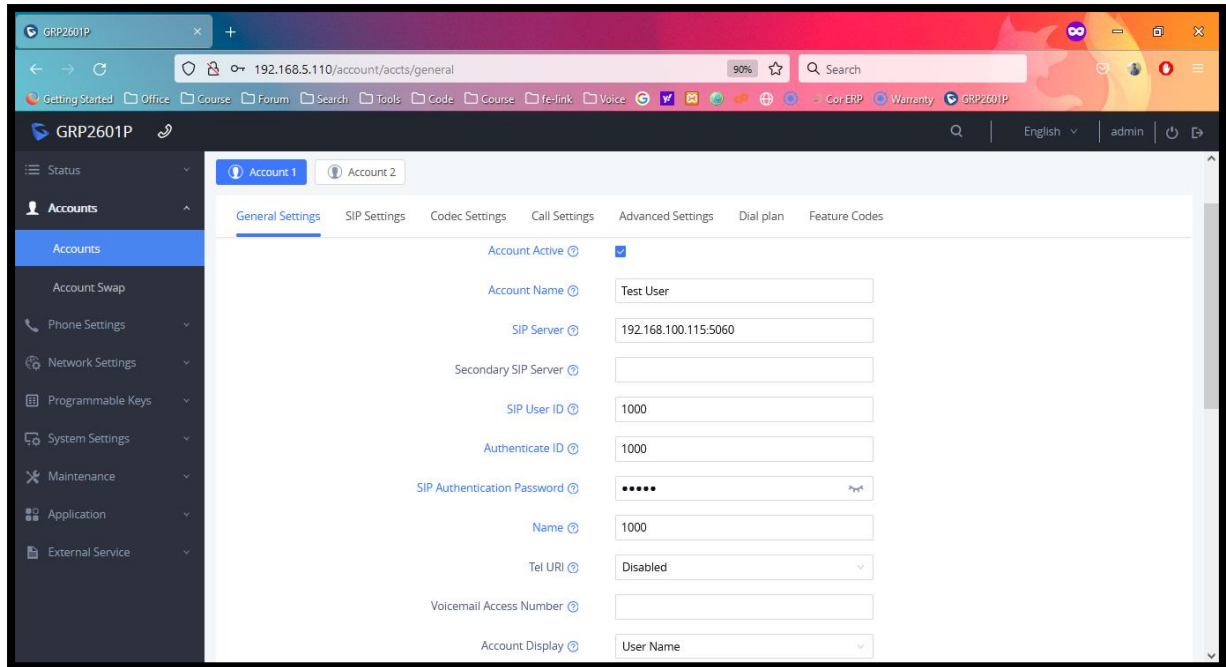 GRP2601P
192.168.5.110/account/accts/general
90%
Search
Getting Started Office Course Forum Search Tools Code Course fe-link Voice Cor ERP Warranty GRP2601P
GRP2601P English admin
Status
Account 1 Account 2
Accounts
General Settings SIP Settings Codec Settings Call Settings Advanced Settings Dial plan Feature Codes
Accounts
Account Active
Account Swap
Account Name Test User
Phone Settings
SIP Server 192.168.100.115:5060
Network Settings
Secondary SIP Server
Programmable Keys
SIP User ID 1000
System Settings
Authenticate ID 1000
Maintenance
SIP Authentication Password •••••
Application
Name 1000
External Service
Tel URI Disabled
Voicemail Access Number
Account Display User Name